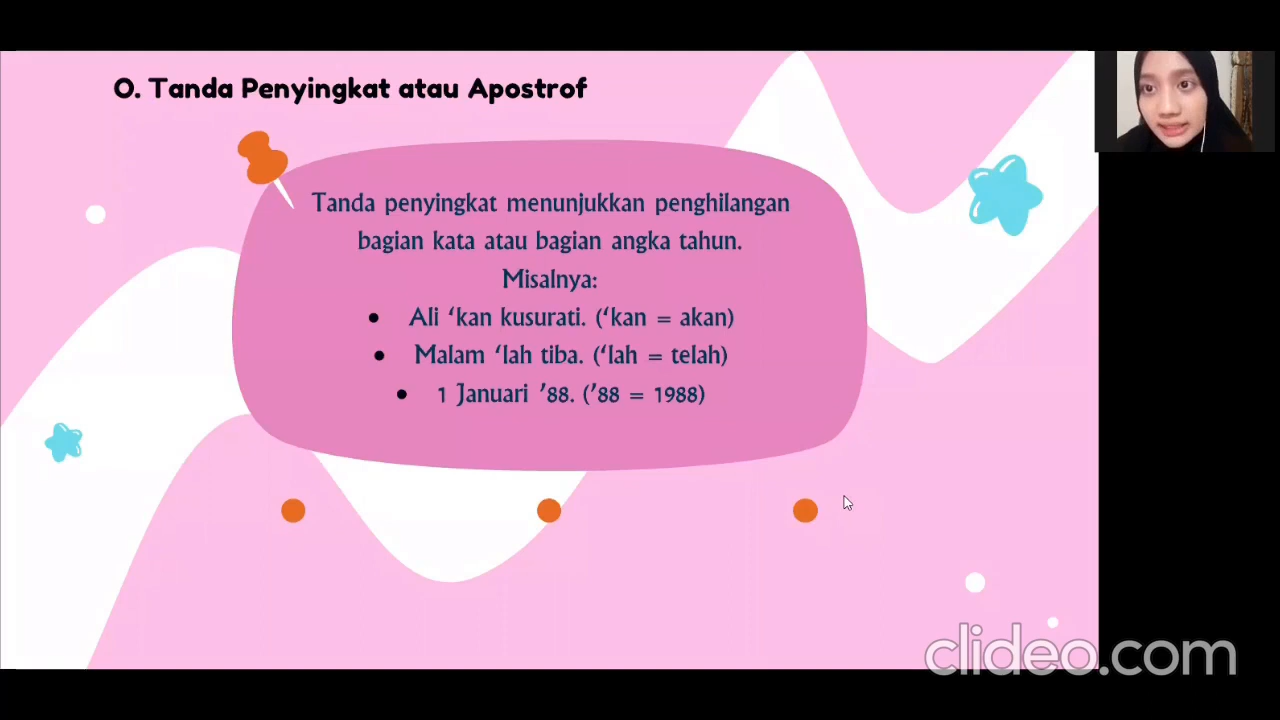 O. Tanda Penyingkat atau Apostrof
Tanda penyingkat menunjukkan penghilangan
bagian kata atau bagian angka tahun.
Misalnya:
• Ali ‘kan kusurati. (‘kan = akan)
• Malam ‘lah tiba. (‘lah = telah)
• 1 Januari ’88. (’88 = 1988)
clideo.com